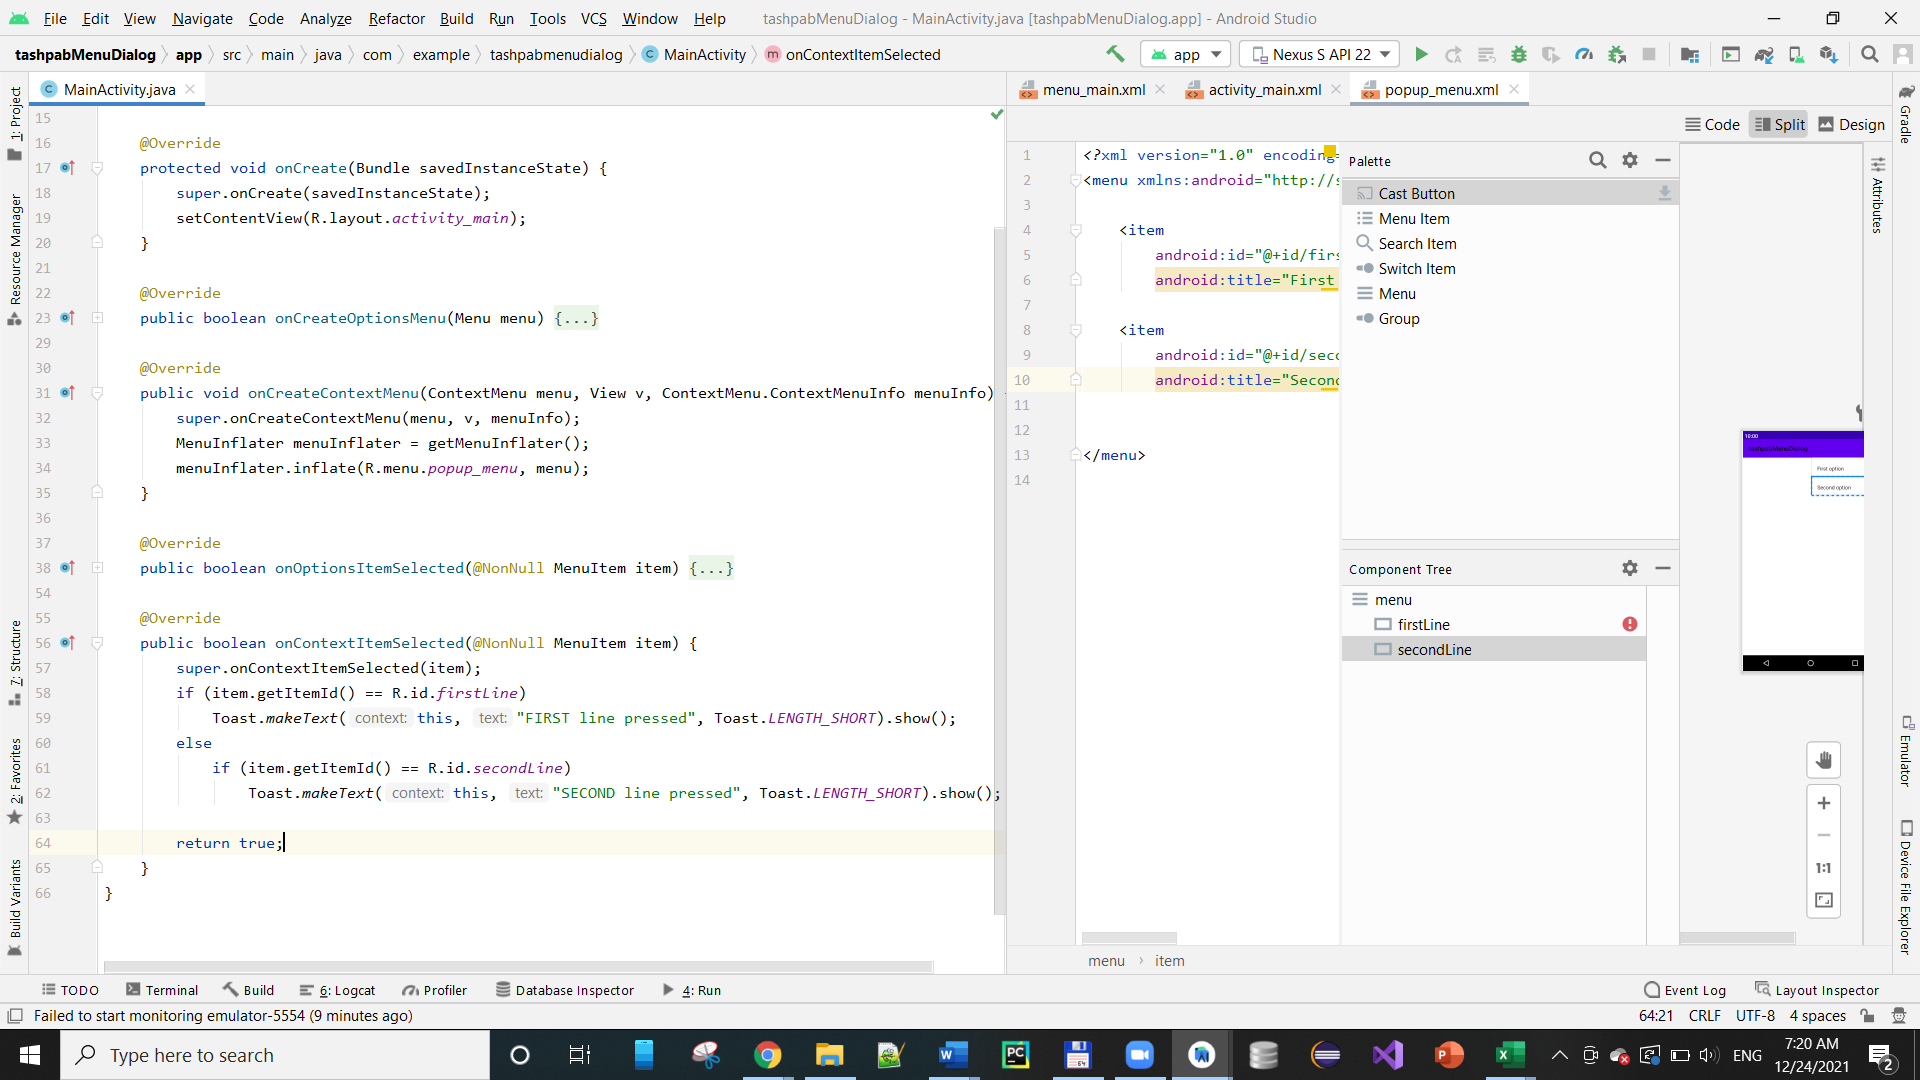 File Edit View Navigate Code Analyze Refactor Build Run Tools VCS Window Help tashpabMenuDialog - MainActivity.java [tashpabMenuDialog.app] - Android Studio
tashpabMenuDialog app src main java com example tashpabmenudialog C MainActivity m onContextItemSelected app Nexus S API 22
C MainActivity.java
menu_main.xml activity_main.xml popup_menu.xml
Code Split Design
1: Project
Resource Manager
7: Structure
2: Favorites
Build Variants
15
16 @Override
17 protected void onCreate(Bundle savedInstanceState) {
18 super.onCreate(savedInstanceState);
19 setContentView(R.layout.activity_main);
20 }
21
22 @Override
23 public boolean onCreateOptionsMenu(Menu menu) {...}
29
30 @Override
31 public void onCreateContextMenu(ContextMenu menu, View v, ContextMenu.ContextMenuInfo menuInfo)
32 super.onCreateContextMenu(menu, v, menuInfo);
33 MenuInflater menuInflater = getMenuInflater();
34 menuInflater.inflate(R.menu.popup_menu, menu);
35 }
36
37 @Override
38 public boolean onOptionsItemSelected(@NonNull MenuItem item) {...}
54
55 @Override
56 public boolean onContextItemSelected(@NonNull MenuItem item) {
57 super.onContextItemSelected(item);
58 if (item.getItemId() == R.id.firstLine)
59 Toast.makeText( context: this, text: "FIRST line pressed", Toast.LENGTH_SHORT).show();
60 else
61 if (item.getItemId() == R.id.secondLine)
62 Toast.makeText( context: this, text: "SECOND line pressed", Toast.LENGTH_SHORT).show();
63
64 return true;
65 }
66 }
1 <?xml version="1.0" encoding=
2 <menu xmlns:android="http://s
3
4 <item
5 android:id="@+id/firs
6 android:title="First
7
8 <item
9 android:id="@+id/seco
10 android:title="Second
11
12
13 </menu>
14
menu › item
Palette
Cast Button
Menu Item
Search Item
Switch Item
Menu
Group
Component Tree
menu
firstLine
secondLine
10:00
tashpabMenuDialog
First option
Second option
1:1
Gradle
Attributes
Emulator
Device File Explorer
TODO Terminal Build 6: Logcat Profiler Database Inspector 4: Run Event Log Layout Inspector
Failed to start monitoring emulator-5554 (9 minutes ago) 64:21 CRLF UTF-8 4 spaces
Type here to search
PC
64
W
P
X
ENG
7:20 AM
12/24/2021
2